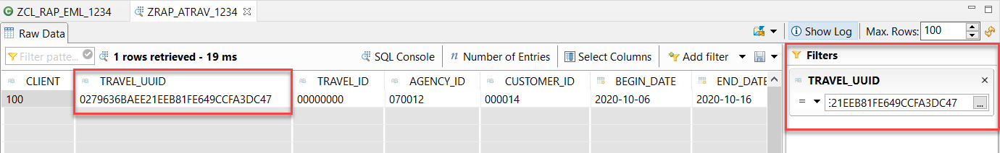 ZCL_RAP_EML_1234 ZRAP_ATRAV_1234
Raw Data Show Log Max. Rows: 100
Filter patte... 1 rows retrieved - 19 ms SQL Console Number of Entries Select Columns Add filter Filters
CLIENT TRAVEL_UUID TRAVEL_ID AGENCY_ID CUSTOMER_ID BEGIN_DATE END_DATE TRAVEL_UUID
100 0279636BAEE21EEB81FE649CCFA3DC47 00000000 070012 000014 2020-10-06 2020-10-16 = E21EEB81FE649CCFA3DC47 ...